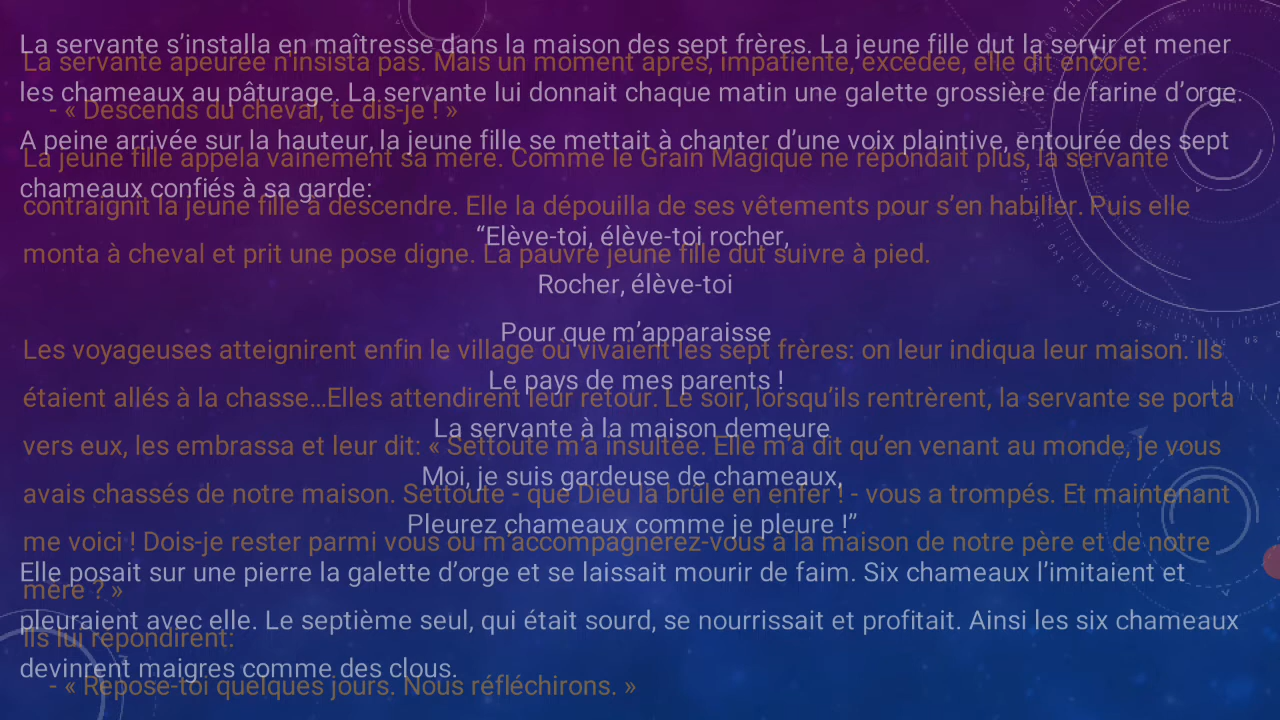 La servante apeurée n’insista pas. Mais un moment après, impatiente, excédée, elle dit encore:
- « Descends du cheval, te dis-je ! »
La jeune fille appela vainement sa mère. Comme le Grain Magique ne répondait plus, la servante
contraignit la jeune fille à descendre. Elle la dépouilla de ses vêtements pour s’en habiller. Puis elle
monta à cheval et prit une pose digne. La pauvre jeune fille dut suivre à pied.
Les voyageuses atteignirent enfin le village où vivaient les sept frères: on leur indiqua leur maison. Ils
étaient allés à la chasse…Elles attendirent leur retour. Le soir, lorsqu’ils rentrèrent, la servante se porta
vers eux, les embrassa et leur dit: « Settoute m’a insultée. Elle m’a dit qu’en venant au monde, je vous
avais chassés de notre maison. Settoute - que Dieu la brûle en enfer ! - vous a trompés. Et maintenant
me voici ! Dois-je rester parmi vous ou m’accompagnerez-vous à la maison de notre père et de notre
mère ? »
Ils lui répondirent:
- « Repose-toi quelques jours. Nous réfléchirons. »
La servante s’installa en maîtresse dans la maison des sept frères. La jeune fille dut la servir et mener
les chameaux au pâturage. La servante lui donnait chaque matin une galette grossière de farine d’orge.
A peine arrivée sur la hauteur, la jeune fille se mettait à chanter d’une voix plaintive, entourée des sept
chameaux confiés à sa garde:
“Elève-toi, élève-toi rocher,
Rocher, élève-toi
Pour que m’apparaisse
Le pays de mes parents !
La servante à la maison demeure
Moi, je suis gardeuse de chameaux,
Pleurez chameaux comme je pleure !”
Elle posait sur une pierre la galette d’orge et se laissait mourir de faim. Six chameaux l’imitaient et
pleuraient avec elle. Le septième seul, qui était sourd, se nourrissait et profitait. Ainsi les six chameaux
devinrent maigres comme des clous.